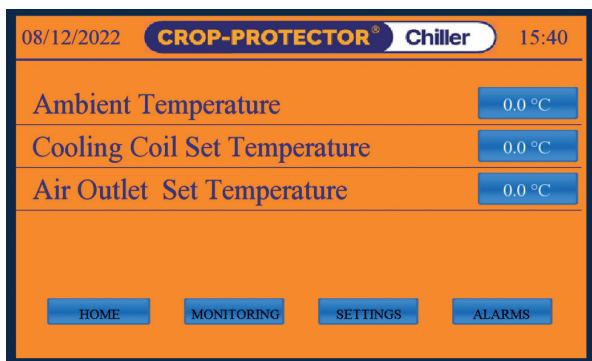 08/12/2022 CROP-PROTECTOR® Chiller 15:40
Ambient Temperature 0.0 °C
Cooling Coil Set Temperature 0.0 °C
Air Outlet Set Temperature 0.0 °C
HOME MONITORING SETTINGS ALARMS